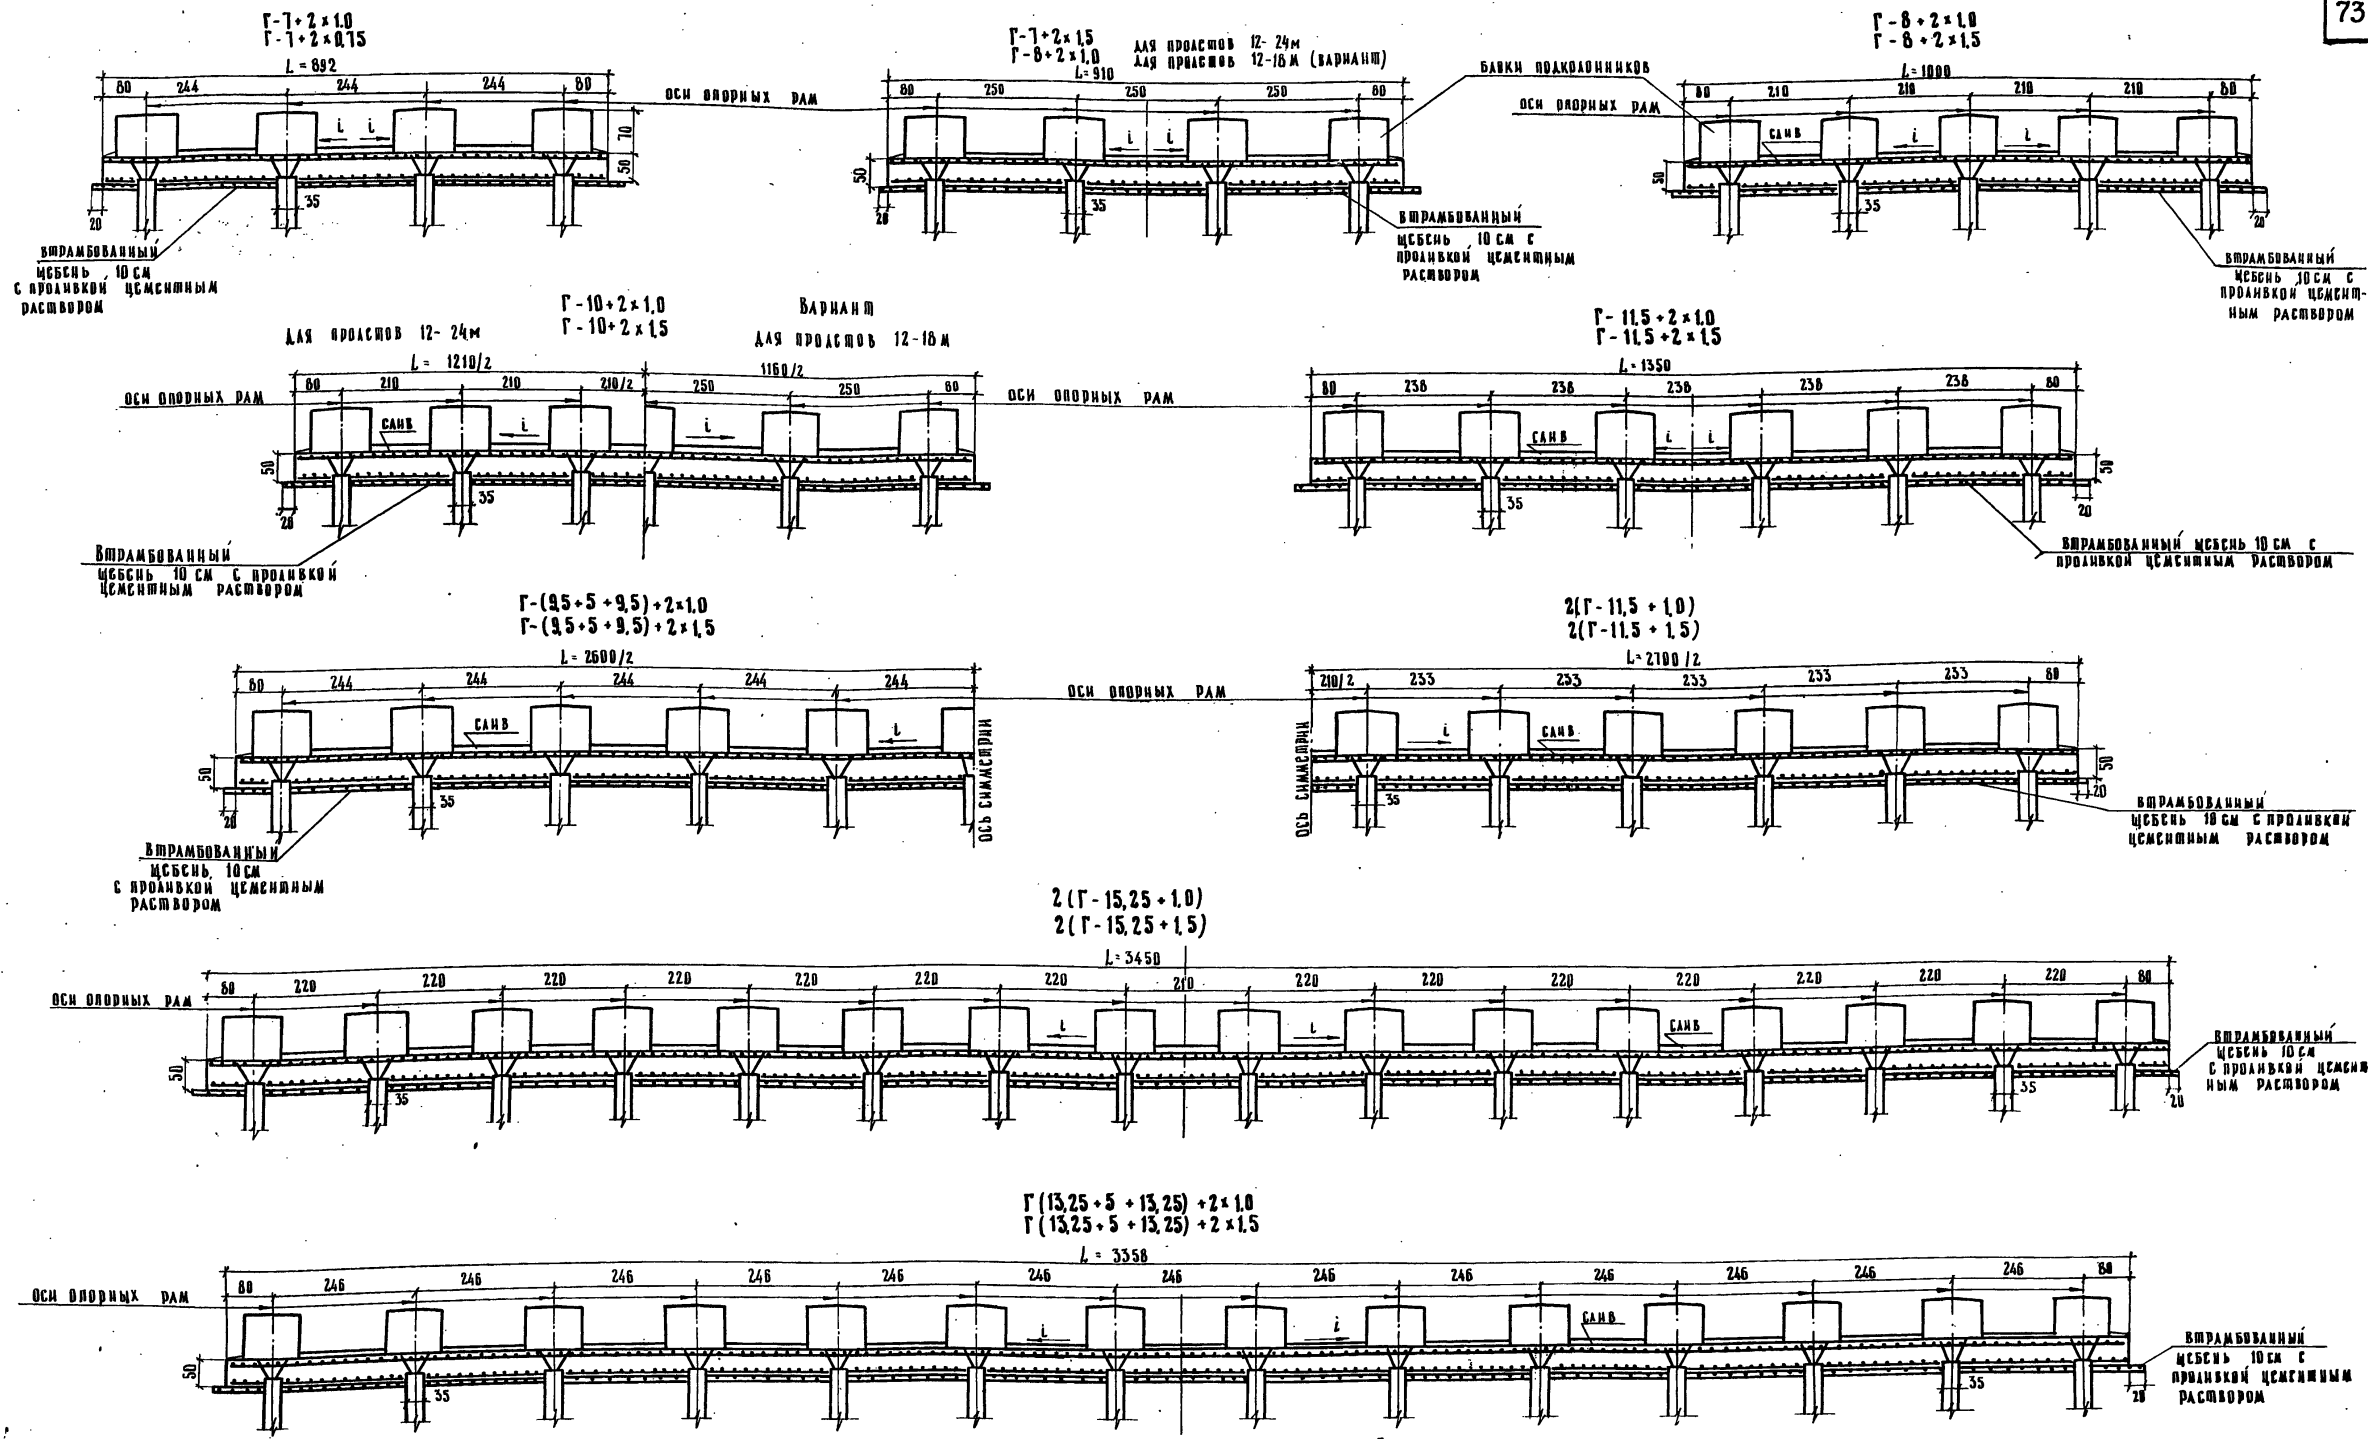 73
Г-7+2×1.0
Г-7+2×0,75
L=892
80 244 244 244 80
70
50
35
20
ОСИ ОПОРНЫХ РАМ
ВТРАМБОВАННЫЙ
ЩЕБЕНЬ 10 СМ
С ПРОЛИВКОЙ ЦЕМЕНТНЫМ
РАСТВОРОМ
Г-7+2×1,5 ДЛЯ ПРОЛЕТОВ 12-24м
Г-8+2×1,0 ДЛЯ ПРОЛЕТОВ 12-18м (ВАРИАНТ)
L=910
80 250 250 250 80
50
35
20
БЛОКИ ПОДКОЛОННИКОВ
ВТРАМБОВАННЫЙ
ЩЕБЕНЬ 10 СМ С
ПРОЛИВКОЙ ЦЕМЕНТНЫМ
РАСТВОРОМ
Г-8+2×1,0
Г-8+2×1,5
L=1000
80 210 210 210 210 80
ОСИ ОПОРНЫХ РАМ
СЛИВ
50
35
20
ВТРАМБОВАННЫЙ
ЩЕБЕНЬ 10 СМ С
ПРОЛИВКОЙ ЦЕМЕНТ-
НЫМ РАСТВОРОМ
Г-10+2×1,0
Г-10+2×1,5
ВАРИАНТ
ДЛЯ ПРОЛЕТОВ 12-24м
ДЛЯ ПРОЛЕТОВ 12-18м
L= 1210/2 1160/2
80 210 210 210/2 250 250 80
ОСИ ОПОРНЫХ РАМ
СЛИВ
50
35
20
ВТРАМБОВАННЫЙ
ЩЕБЕНЬ 10 СМ С ПРОЛИВКОЙ
ЦЕМЕНТНЫМ РАСТВОРОМ
Г-11,5+2×1,0
Г-11,5+2×1,5
L=1350
80 238 238 238 238 238 80
ОСИ ОПОРНЫХ РАМ
СЛИВ
50
35
20
ВТРАМБОВАННЫЙ ЩЕБЕНЬ 10 СМ С
ПРОЛИВКОЙ ЦЕМЕНТНЫМ РАСТВОРОМ
Г-(9,5+5+9,5)+2×1,0
Г-(9,5+5+9,5)+2×1,5
L=2600/2
80 244 244 244 244 244
СЛИВ
50
35
20
ОСЬ СИММЕТРИИ
ОСИ ОПОРНЫХ РАМ
ВТРАМБОВАННЫЙ
ЩЕБЕНЬ 10 СМ
С ПРОЛИВКОЙ ЦЕМЕНТНЫМ
РАСТВОРОМ
2(Г-11,5+1,0)
2(Г-11,5+1,5)
L=2700/2
210/2 233 233 233 233 233 80
СЛИВ
ОСЬ СИММЕТРИИ
50
35
20
ВТРАМБОВАННЫЙ
ЩЕБЕНЬ 10 СМ С ПРОЛИВКОЙ
ЦЕМЕНТНЫМ РАСТВОРОМ
2(Г-15,25+1,0)
2(Г-15,25+1,5)
L=3450
80 220 220 220 220 220 220 220 210 220 220 220 220 220 220 220 80
ОСИ ОПОРНЫХ РАМ
СЛИВ
50
35
35
20
ВТРАМБОВАННЫЙ
ЩЕБЕНЬ 10 СМ
С ПРОЛИВКОЙ ЦЕМЕНТ
НЫМ РАСТВОРОМ
Г(13,25+5+13,25)+2×1,0
Г(13,25+5+13,25)+2×1,5
L= 3358
80 246 246 246 246 246 246 246 246 246 246 246 246 246 80
ОСИ ОПОРНЫХ РАМ
СЛИВ
50
35
35
20
ВТРАМБОВАННЫЙ
ЩЕБЕНЬ 10 СМ С
ПРОЛИВКОЙ ЦЕМЕНТНЫМ
РАСТВОРОМ